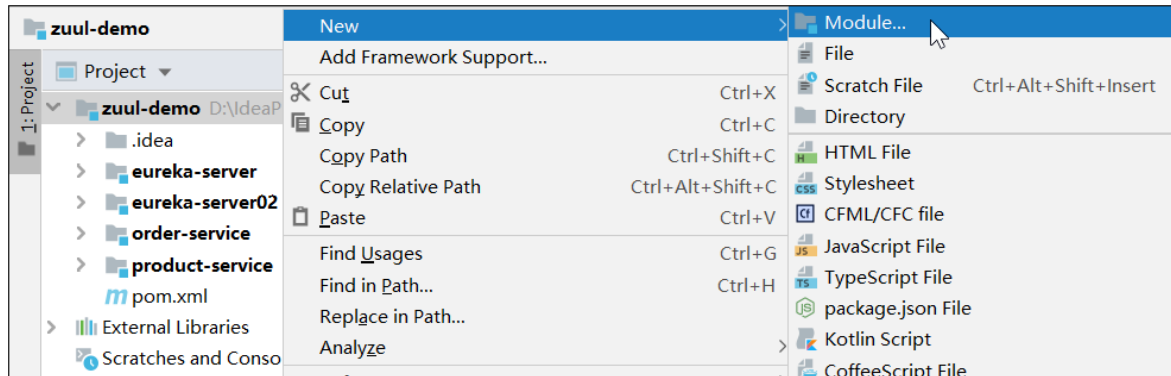 zuul-demo
1: Project
Project
zuul-demo D:\IdeaP
.idea
eureka-server
eureka-server02
order-service
product-service
pom.xml
External Libraries
Scratches and Conso
New
Add Framework Support...
Cut Ctrl+X
Copy Ctrl+C
Copy Path Ctrl+Shift+C
Copy Relative Path Ctrl+Alt+Shift+C
Paste Ctrl+V
Find Usages Ctrl+G
Find in Path... Ctrl+H
Replace in Path...
Analyze
Module...
File
Scratch File Ctrl+Alt+Shift+Insert
Directory
HTML File
Stylesheet
CFML/CFC file
JavaScript File
TypeScript File
package.json File
Kotlin Script
CoffeeScript File